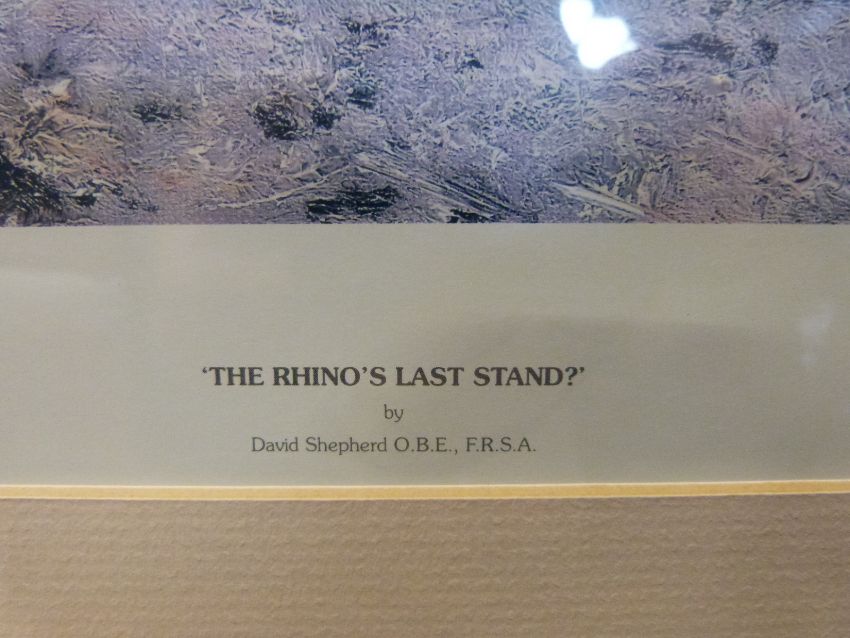 ‘THE RHINO’S LAST STAND?’
by
David Shepherd O.B.E., F.R.S.A.